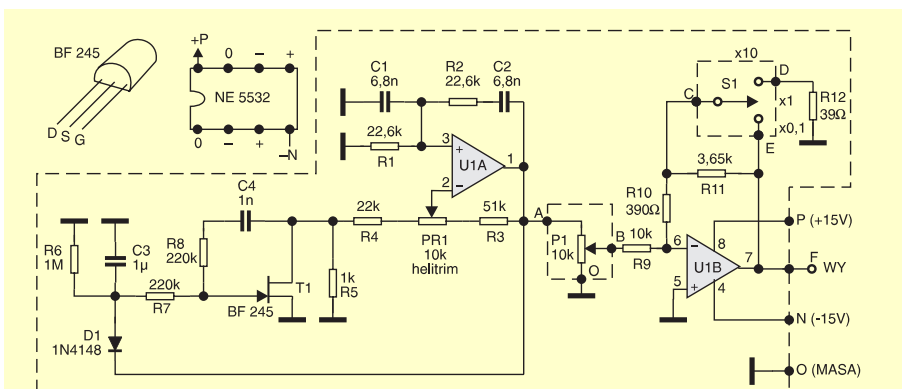 BF 245
D S G
+P 0 − +
NE 5532
0 − + −N
C1
6,8n
R2
22,6k
C2
6,8n
22,6k
R1
3
+
U1A
1
2
−
C4
1n
22k
R4
PR1
10k
helitrim
51k
R3
R6
1M
C3
1µ
R8
220k
220k
R7
T1
BF 245
1k
R5
D1
1N4148
A
P1
10k
O
B
10k
R9
R10
390Ω
3,65k
R11
x10
C
S1
D
x1
x0,1
E
R12
39Ω
6
−
8
U1B
7
5
+
4
P (+15V)
F
WY
N (-15V)
O (MASA)